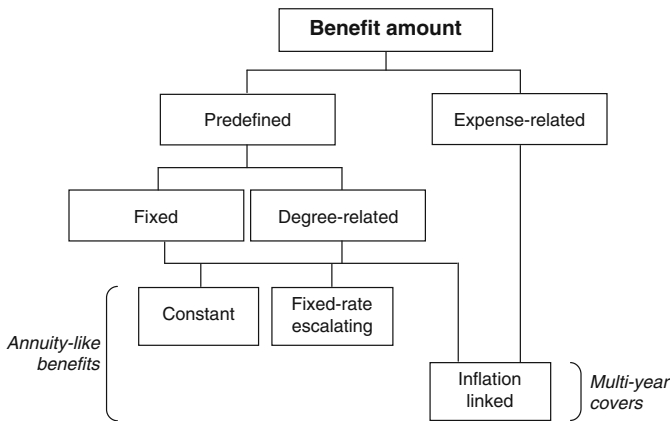 Benefit amount
Predefined
Expense-related
Fixed
Degree-related
Constant
Fixed-rate
escalating
Annuity-like
benefits
Inflation
linked
Multi-year
covers